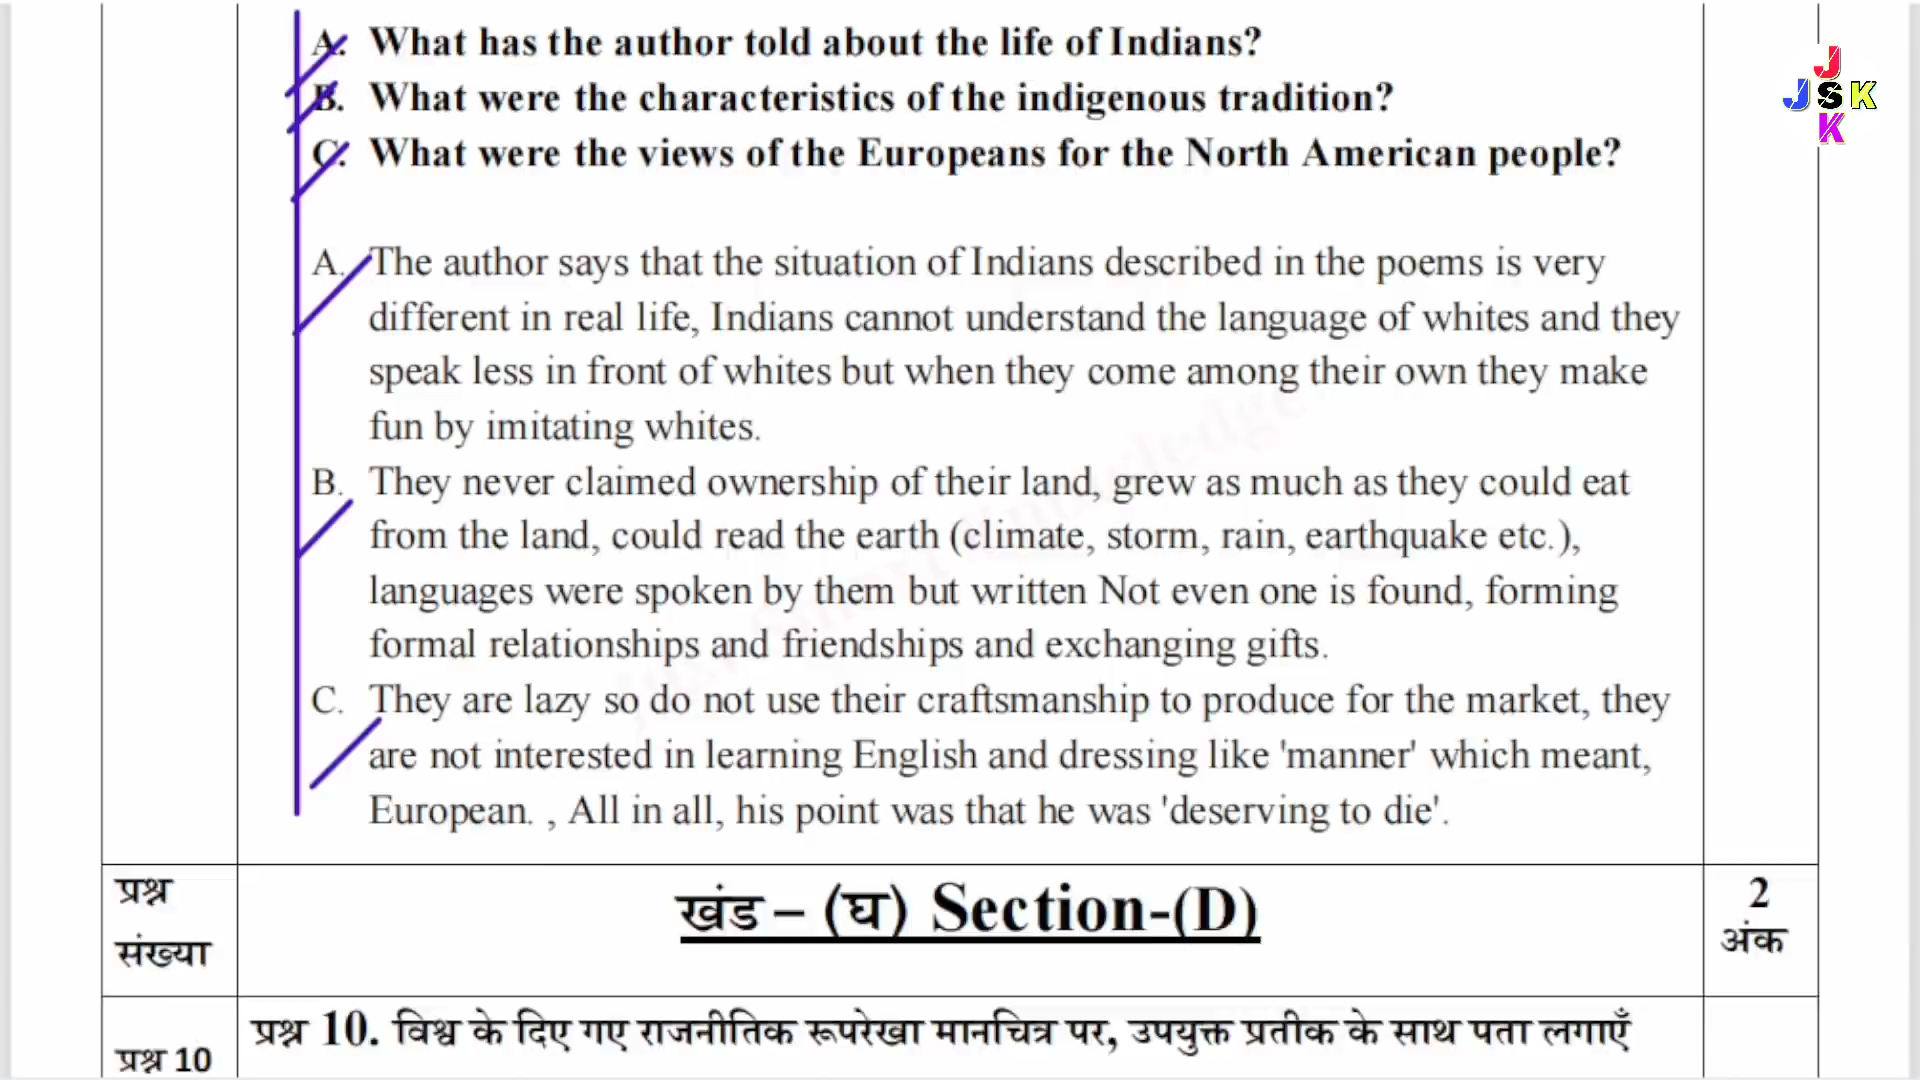 A. What has the author told about the life of Indians?
B. What were the characteristics of the indigenous tradition?
C. What were the views of the Europeans for the North American people?
J
JSK
K
A. The author says that the situation of Indians described in the poems is very
different in real life, Indians cannot understand the language of whites and they
speak less in front of whites but when they come among their own they make
fun by imitating whites.
B. They never claimed ownership of their land, grew as much as they could eat
from the land, could read the earth (climate, storm, rain, earthquake etc.),
languages were spoken by them but written Not even one is found, forming
formal relationships and friendships and exchanging gifts.
C. They are lazy so do not use their craftsmanship to produce for the market, they
are not interested in learning English and dressing like 'manner' which meant,
European. , All in all, his point was that he was 'deserving to die'.
प्रश्न
संख्या
खंड – (घ) Section-(D)
2
अंक
प्रश्न 10
प्रश्न 10. विश्व के दिए गए राजनीतिक रूपरेखा मानचित्र पर, उपयुक्त प्रतीक के साथ पता लगाएँ